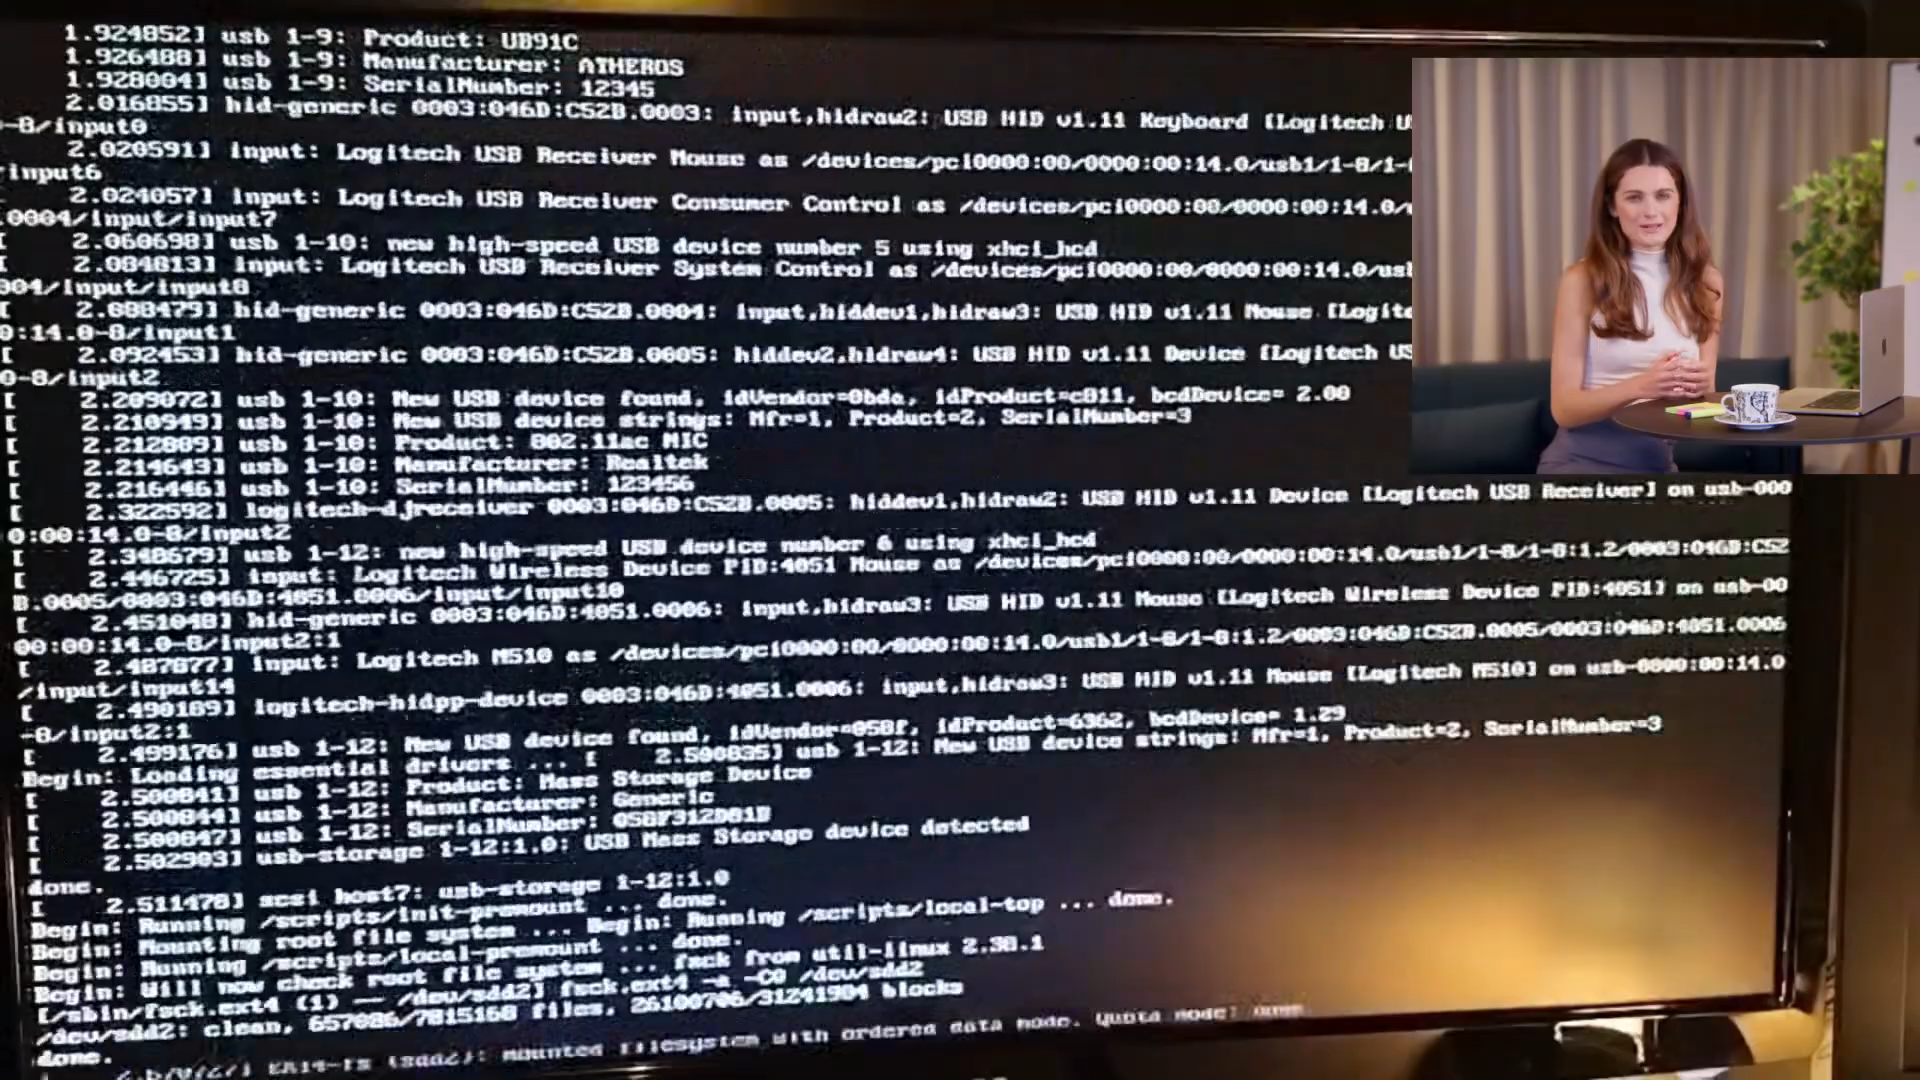 1.924852] usb 1-9: Product: UB91C
1.926488] usb 1-9: Manufacturer: ATHEROS
1.928004] usb 1-9: SerialNumber: 12345
2.016855] hid-generic 0003:046D:C52B.0003: input,hidraw2: USB HID v1.11 Keyboard [Logitech U
-8/input0
2.020591] input: Logitech USB Receiver Mouse as /devices/pci0000:00/0000:00:14.0/usb1/1-8/1-
input6
2.024057] input: Logitech USB Receiver Consumer Control as /devices/pci0000:00/0000:00:14.0/
.0004/input/input7
[ 2.060698] usb 1-10: new high-speed USB device number 5 using xhci_hcd
[ 2.084813] input: Logitech USB Receiver System Control as /devices/pci0000:00/0000:00:14.0/us
004/input/input8
[ 2.088479] hid-generic 0003:046D:C52B.0004: input,hiddev1,hidraw3: USB HID v1.11 Mouse [Logite
0:14.0-8/input1
[ 2.092453] hid-generic 0003:046D:C52B.0005: hiddev2,hidraw4: USB HID v1.11 Device [Logitech US
0-8/input2
[ 2.209072] usb 1-10: New USB device found, idVendor=0bda, idProduct=c811, bcdDevice= 2.00
[ 2.210949] usb 1-10: New USB device strings: Mfr=1, Product=2, SerialNumber=3
[ 2.212889] usb 1-10: Product: 802.11ac NIC
[ 2.214643] usb 1-10: Manufacturer: Realtek
[ 2.216446] usb 1-10: SerialNumber: 123456
[ 2.322592] logitech-djreceiver 0003:046D:C52B.0005: hiddev1,hidraw2: USB HID v1.11 Device [Logitech USB Receiver] on usb-000
0:00:14.0-8/input2
[ 2.348679] usb 1-12: new high-speed USB device number 6 using xhci_hcd
[ 2.446725] input: Logitech Wireless Device PID:4051 Mouse as /devices/pci0000:00/0000:00:14.0/usb1/1-8/1-8:1.2/0003:046D:C52
B.0005/0003:046D:4051.0006/input/input10
[ 2.451048] hid-generic 0003:046D:4051.0006: input,hidraw3: USB HID v1.11 Mouse [Logitech Wireless Device PID:4051] on usb-00
00:00:14.0-8/input2:1
[ 2.487877] input: Logitech M510 as /devices/pci0000:00/0000:00:14.0/usb1/1-8/1-8:1.2/0003:046D:C52B.0005/0003:046D:4051.0006
/input/input14
[ 2.490189] logitech-hidpp-device 0003:046D:4051.0006: input,hidraw3: USB HID v1.11 Mouse [Logitech M510] on usb-0000:00:14.0
-8/input2:1
[ 2.499176] usb 1-12: New USB device found, idVendor=058f, idProduct=6362, bcdDevice= 1.29
Begin: Loading essential drivers ... [ 2.500835] usb 1-12: New USB device strings: Mfr=1, Product=2, SerialNumber=3
[ 2.500841] usb 1-12: Product: Mass Storage Device
[ 2.500844] usb 1-12: Manufacturer: Generic
[ 2.500847] usb 1-12: SerialNumber: 058F312D81B
[ 2.502903] usb-storage 1-12:1.0: USB Mass Storage device detected
done.
[ 2.511478] scsi host7: usb-storage 1-12:1.0
Begin: Running /scripts/init-premount ... done.
Begin: Mounting root file system ... Begin: Running /scripts/local-top ... done.
Begin: Running /scripts/local-premount ... done.
Begin: Will now check root file system ... fsck from util-linux 2.38.1
[/sbin/fsck.ext4 (1) -- /dev/sdd2] fsck.ext4 -a -C0 /dev/sdd2
/dev/sdd2: clean, 657086/7815168 files, 26100706/31241984 blocks
done.
EXT4-fs (sdd2): mounted filesystem with ordered data mode. Quota mode: none.